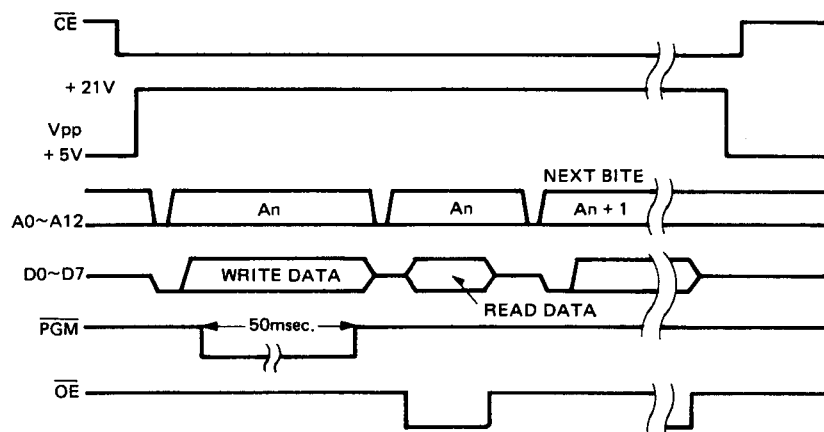 CE
+ 21V
Vpp
+ 5V
NEXT BITE
A0~A12
An
An
An + 1
D0~D7
WRITE DATA
READ DATA
PGM
50msec.
OE